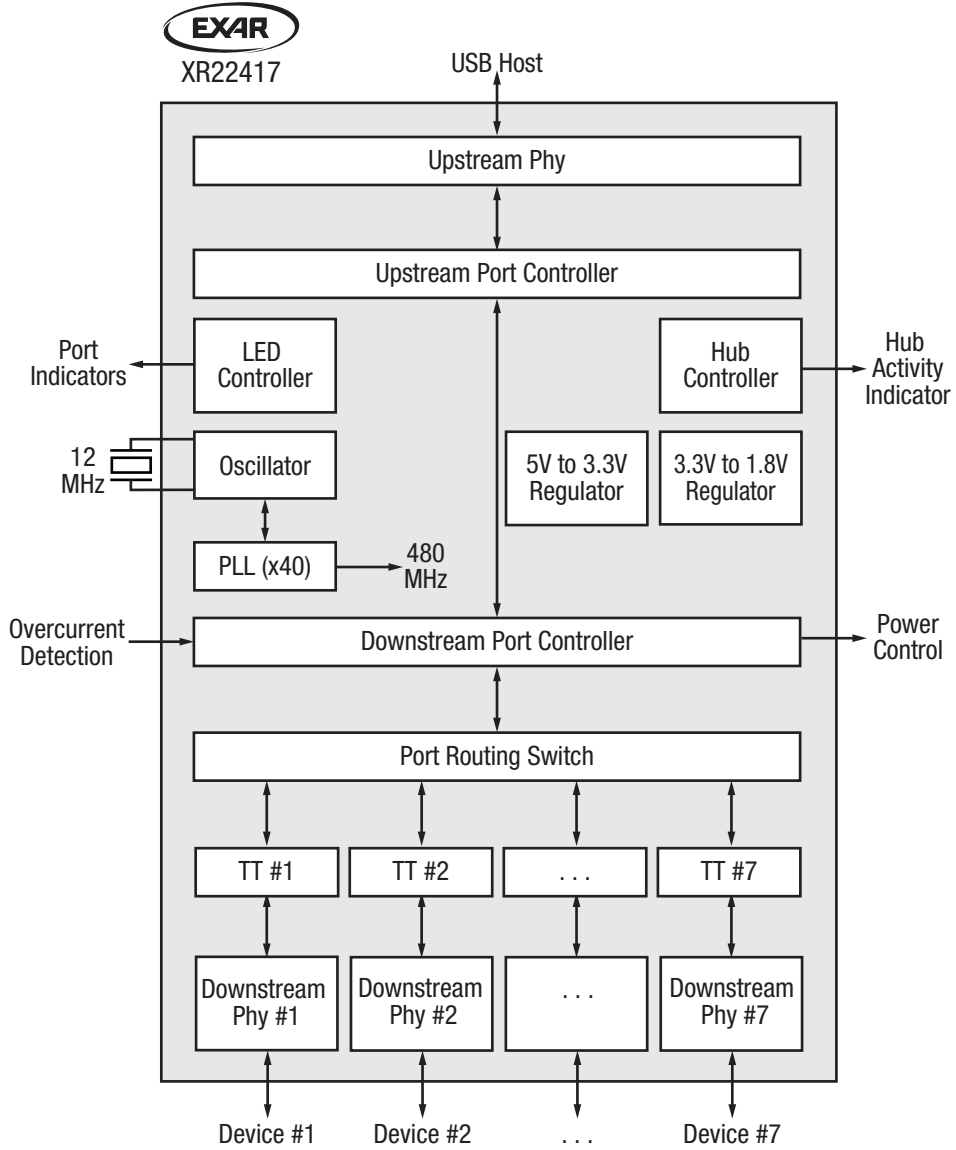 EXAR
XR22417
USB Host
Upstream Phy
Upstream Port Controller
Port
Indicators
LED
Controller
Hub
Controller
Hub
Activity
Indicator
12
MHz
Oscillator
5V to 3.3V
Regulator
3.3V to 1.8V
Regulator
PLL (x40)
480
MHz
Overcurrent
Detection
Downstream Port Controller
Power
Control
Port Routing Switch
TT #1
TT #2
. . .
TT #7
Downstream
Phy #1
Downstream
Phy #2
. . .
Downstream
Phy #7
Device #1
Device #2
. . .
Device #7